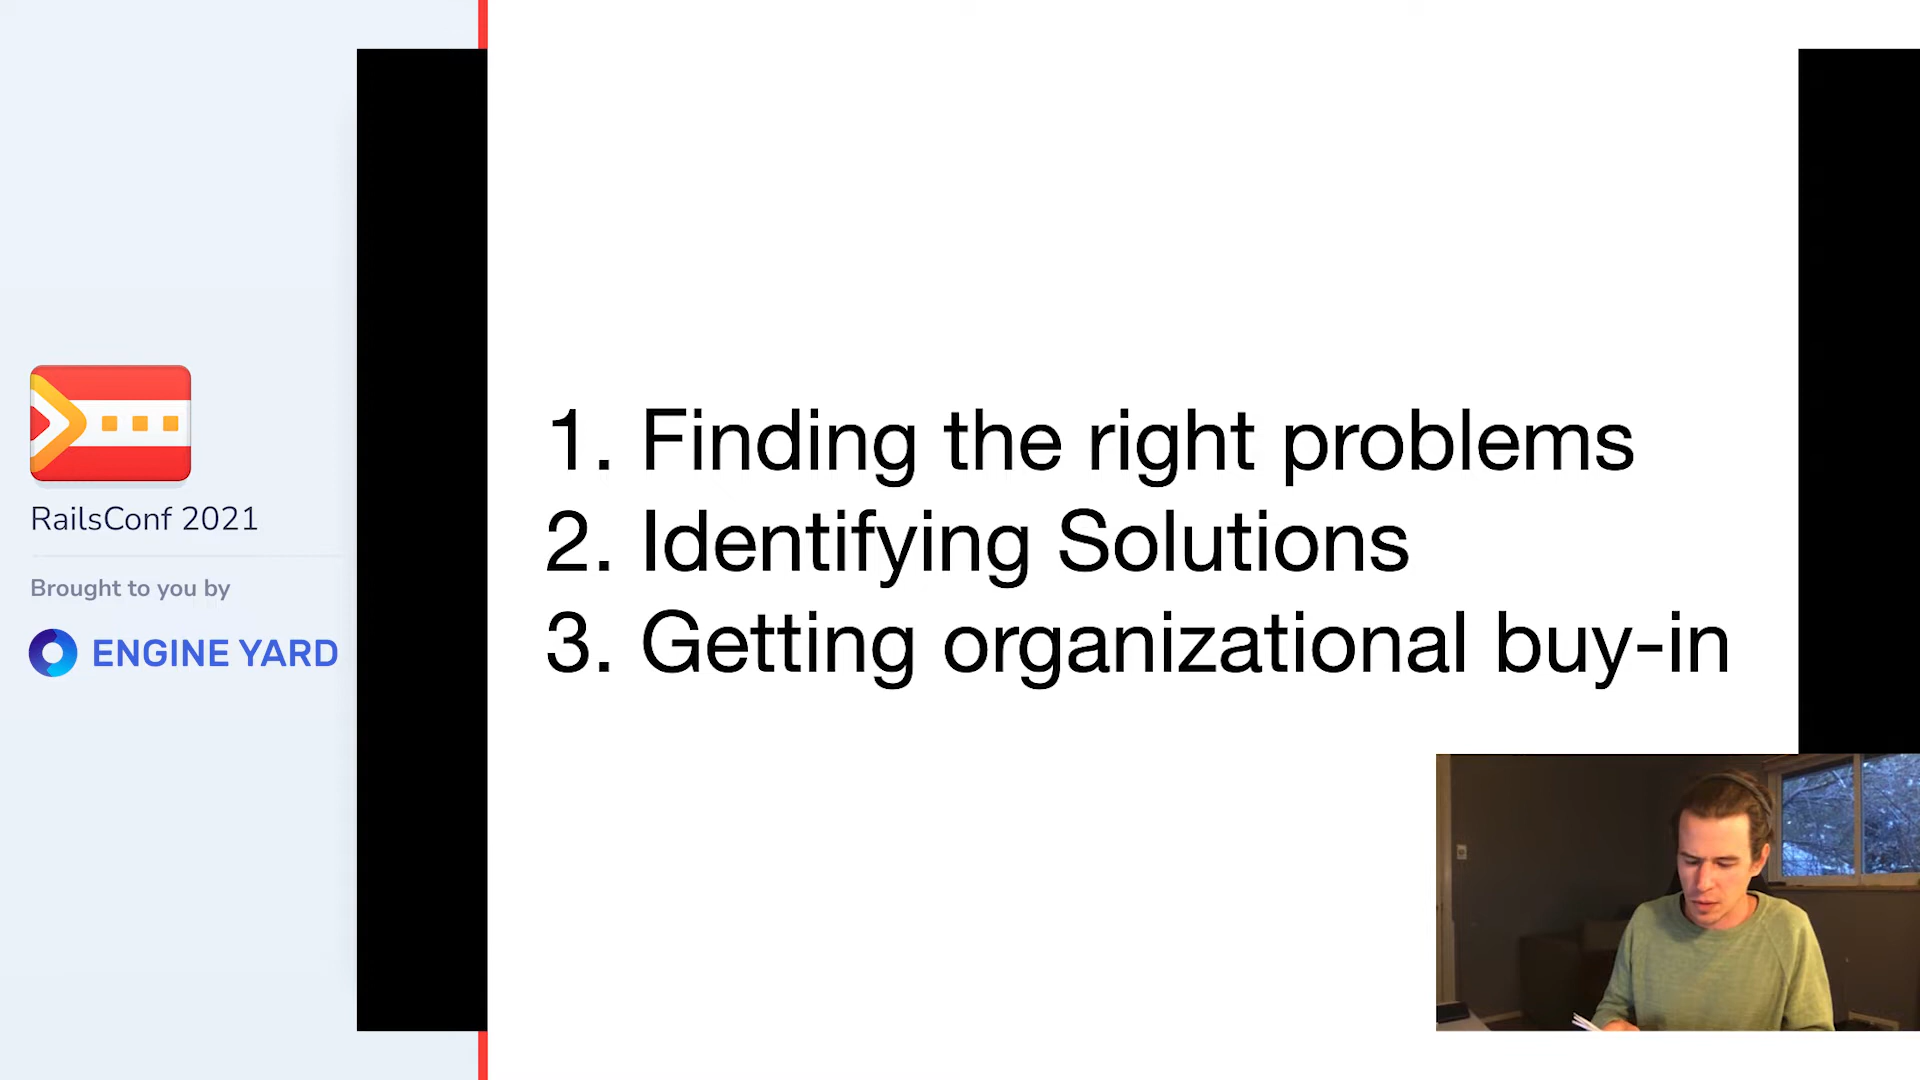 RailsConf 2021
Brought to you by
ENGINE YARD
1. Finding the right problems
2. Identifying Solutions
3. Getting organizational buy-in